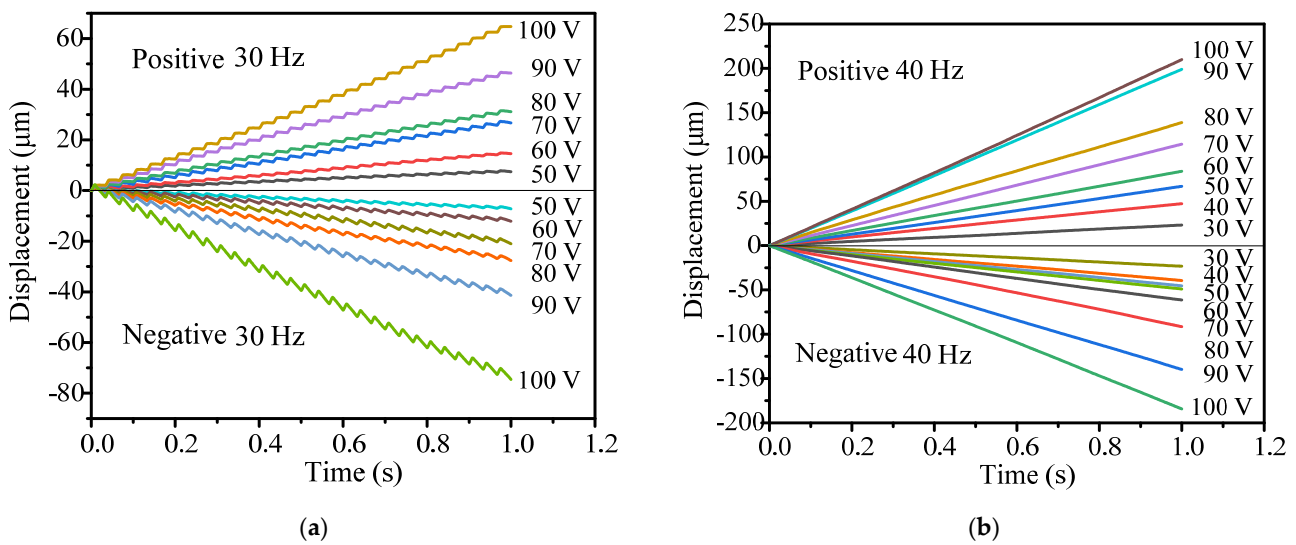 Displacement (μm)
60
40
20
0
-20
-40
-60
-80
Positive 30 Hz
Negative 30 Hz
100 V
90 V
80 V
70 V
60 V
50 V
50 V
60 V
70 V
80 V
90 V
100 V
0.0 0.2 0.4 0.6 0.8 1.0 1.2
Time (s)
(a)
Displacement (μm)
250
200
150
100
50
0
-50
-100
-150
-200
Positive 40 Hz
Negative 40 Hz
100 V
90 V
80 V
70 V
60 V
50 V
40 V
30 V
30 V
40 V
50 V
60 V
70 V
80 V
90 V
100 V
0.0 0.2 0.4 0.6 0.8 1.0 1.2
Time (s)
(b)